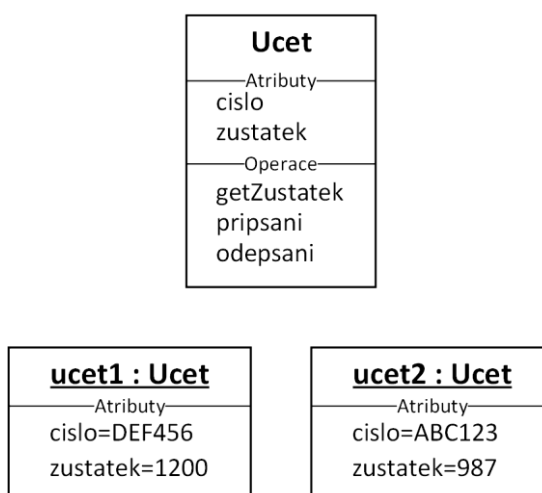 Ucet
Atributy
cislo
zustatek
Operace
getZustatek
pripsani
odepsani
ucet1 : Ucet
Atributy
cislo=DEF456
zustatek=1200
ucet2 : Ucet
Atributy
cislo=ABC123
zustatek=987